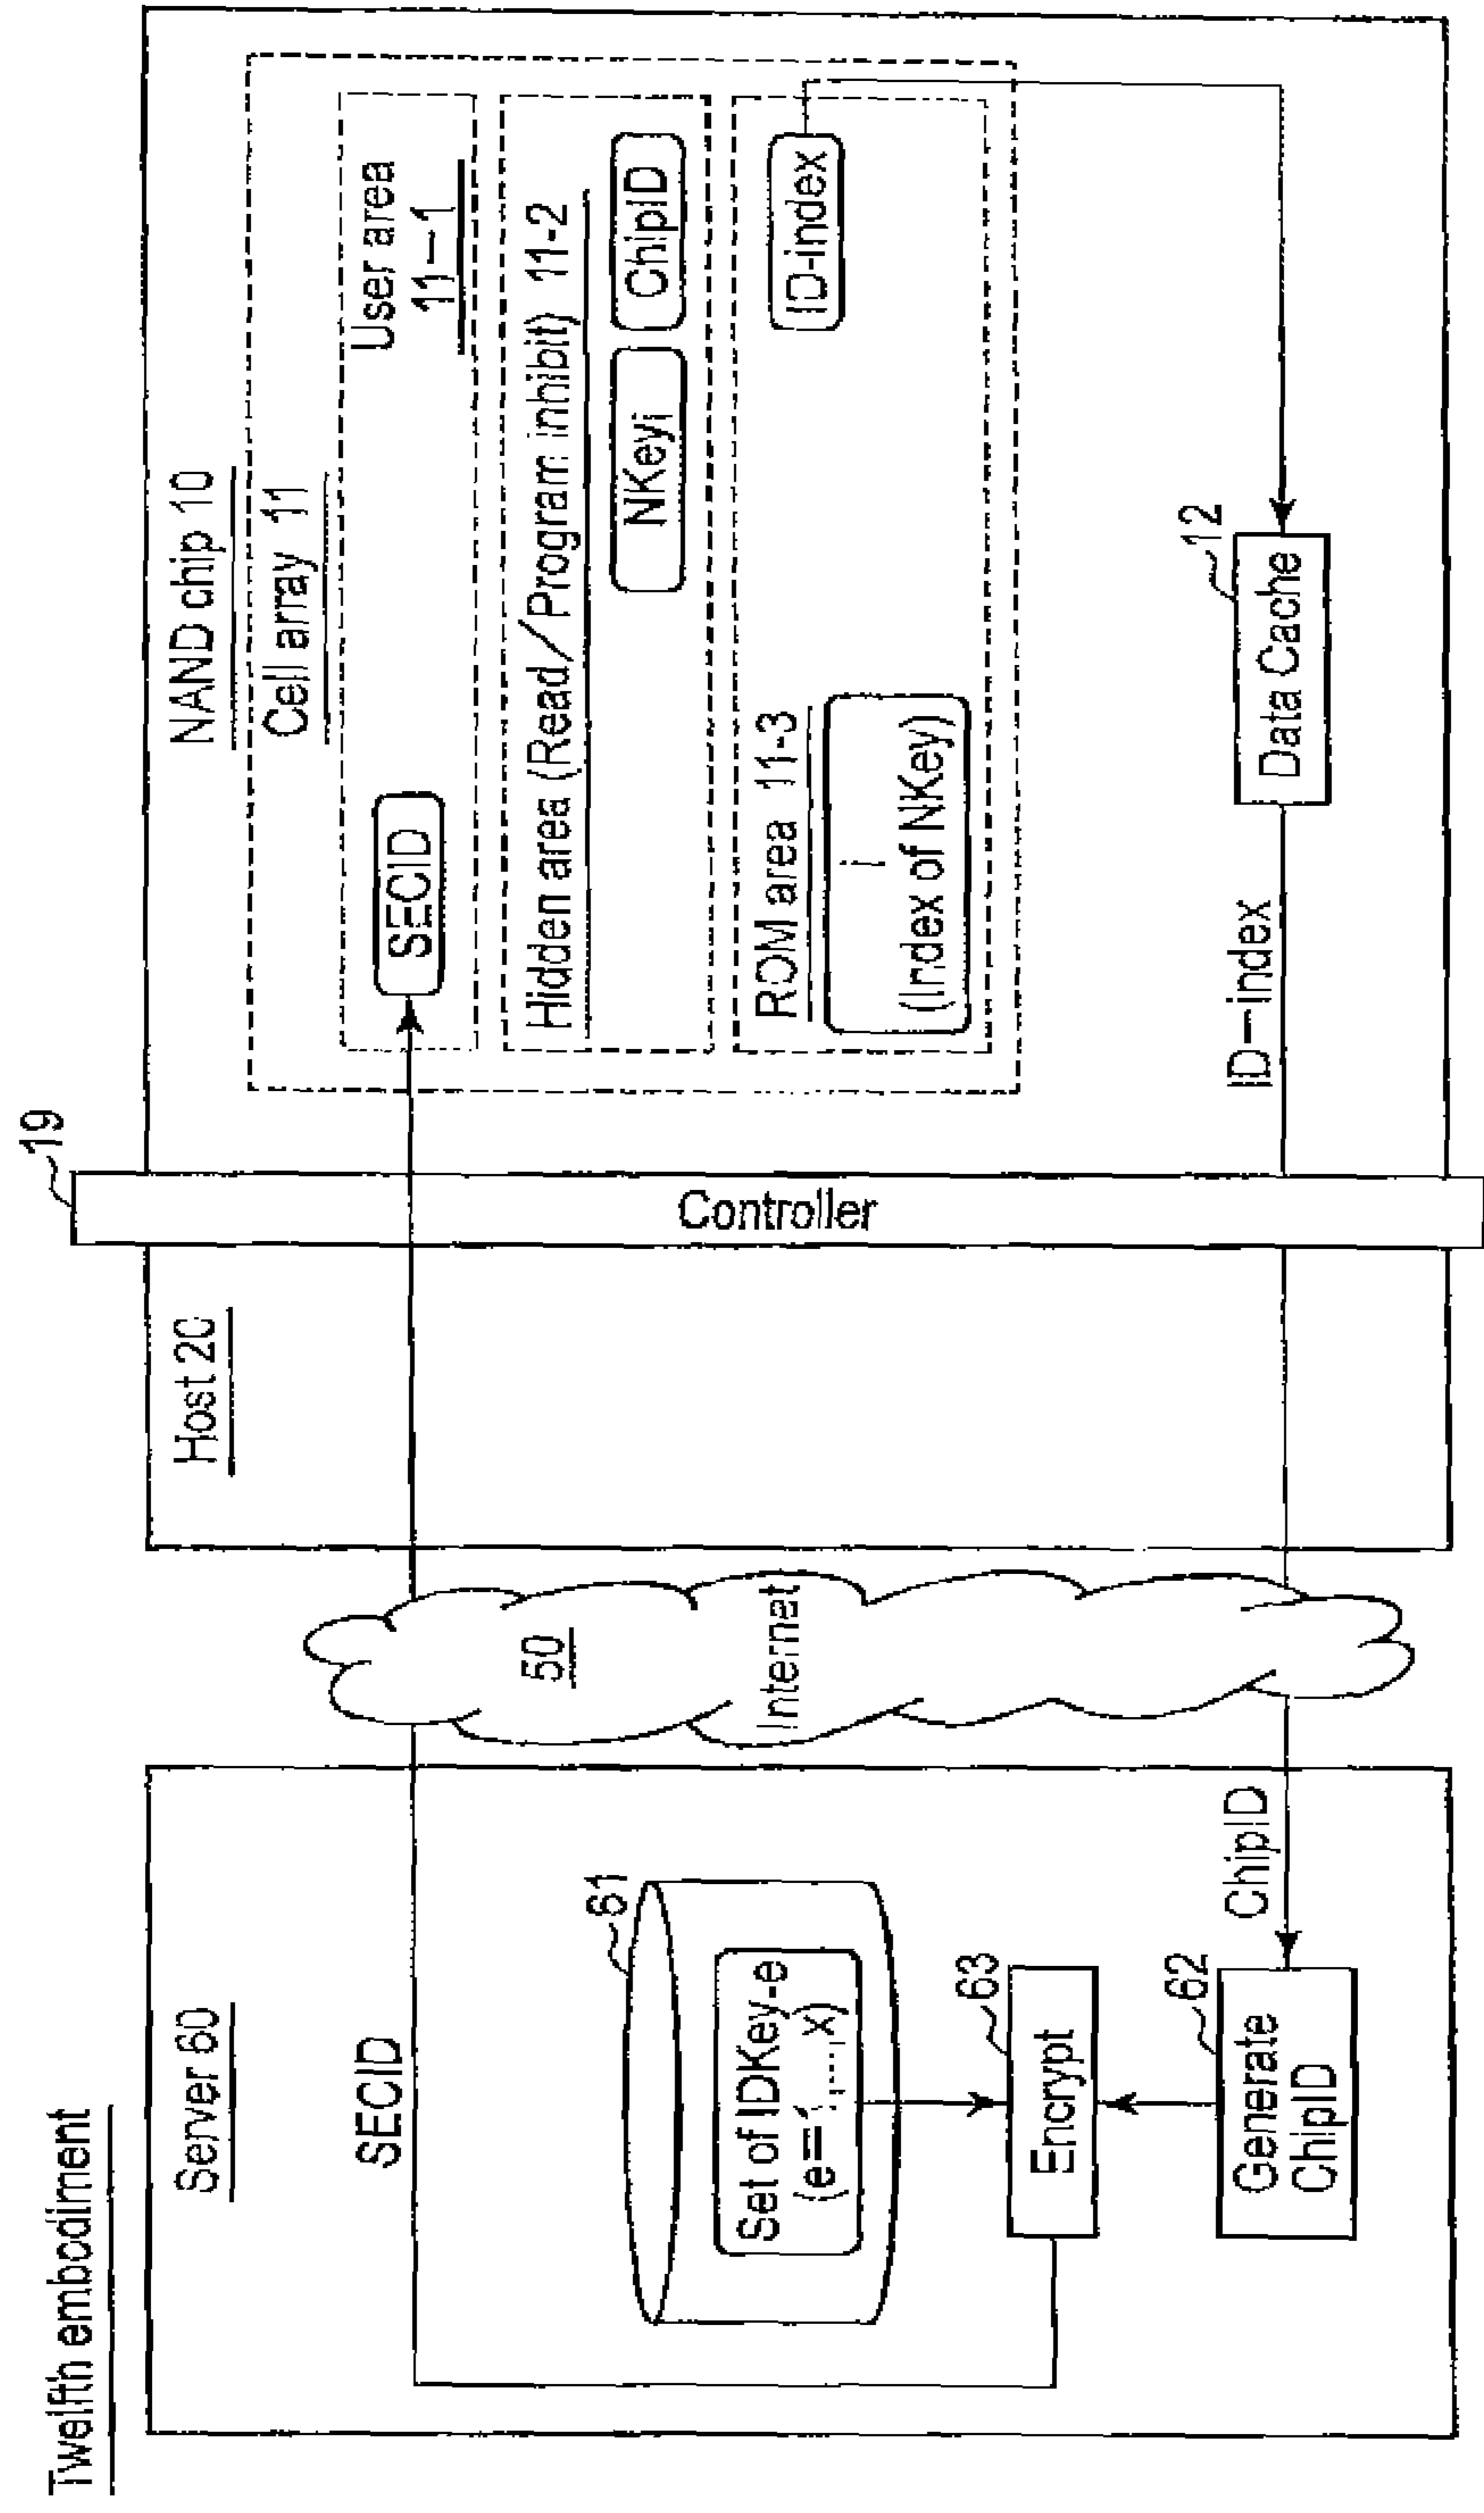 Twelfth embodiment
Server 60
SECID
61
Set of IDKey-e
(e=1,....,x)
63
Encrypt
62
Generate
ChipID
ChipID
50
Internet
Host 20
19
Controller
NAND chip 10
Cell array 11
User area
11-1
SECID
Hidden area (Read/Program inhibit) 11-2
NKeyi
ChipID
ROM area 11-3
i
(Index of NKey)
ID-index
12
Data Cache
ID-index